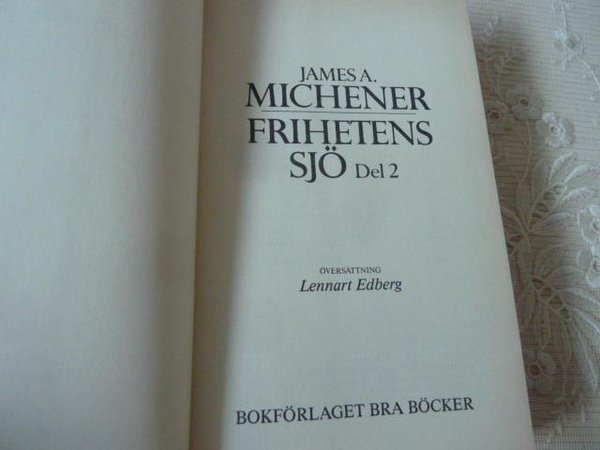 JAMES A.
MICHENER
FRIHETENS
SJÖ Del 2
ÖVERSÄTTNING
Lennart Edberg
BOKFÖRLAGET BRA BÖCKER